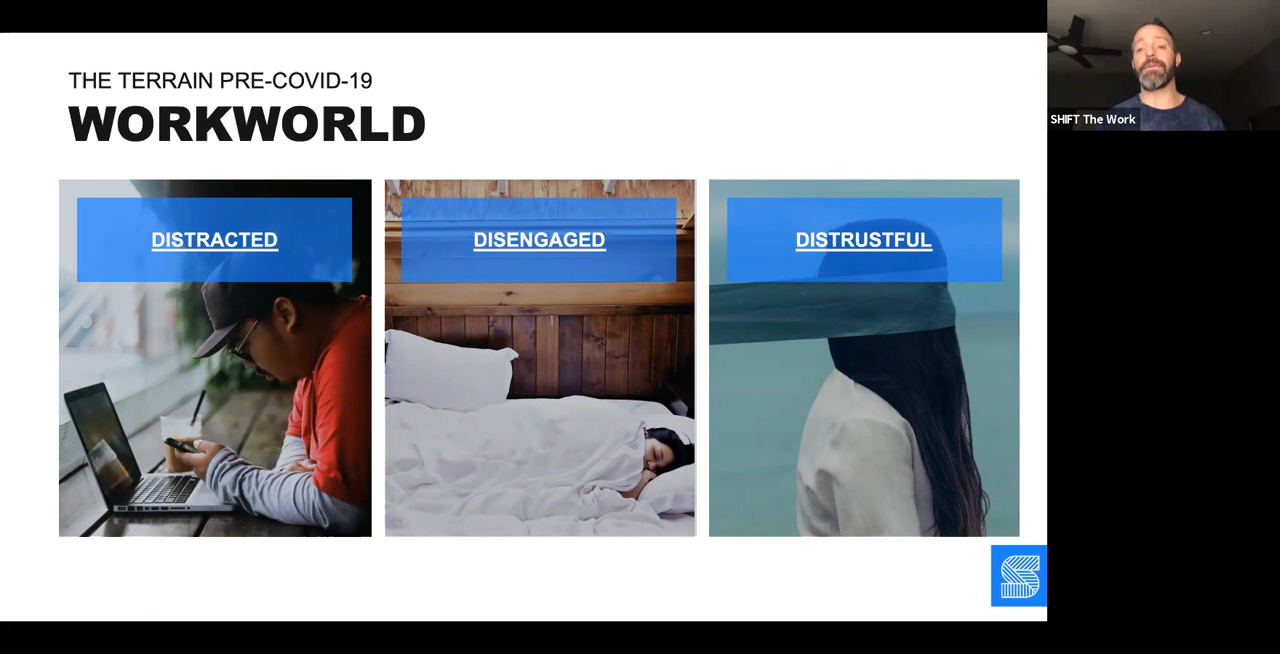 THE TERRAIN PRE-COVID-19
WORKWORLD
DISTRACTED
DISENGAGED
DISTRUSTFUL
SHIFT The Work